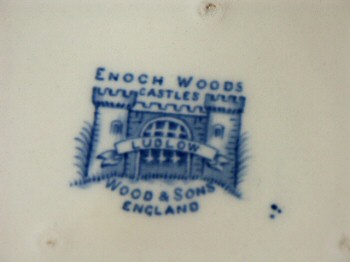 ENOCH WOODS
CASTLES
LUDLOW
WOOD & SONS
ENGLAND